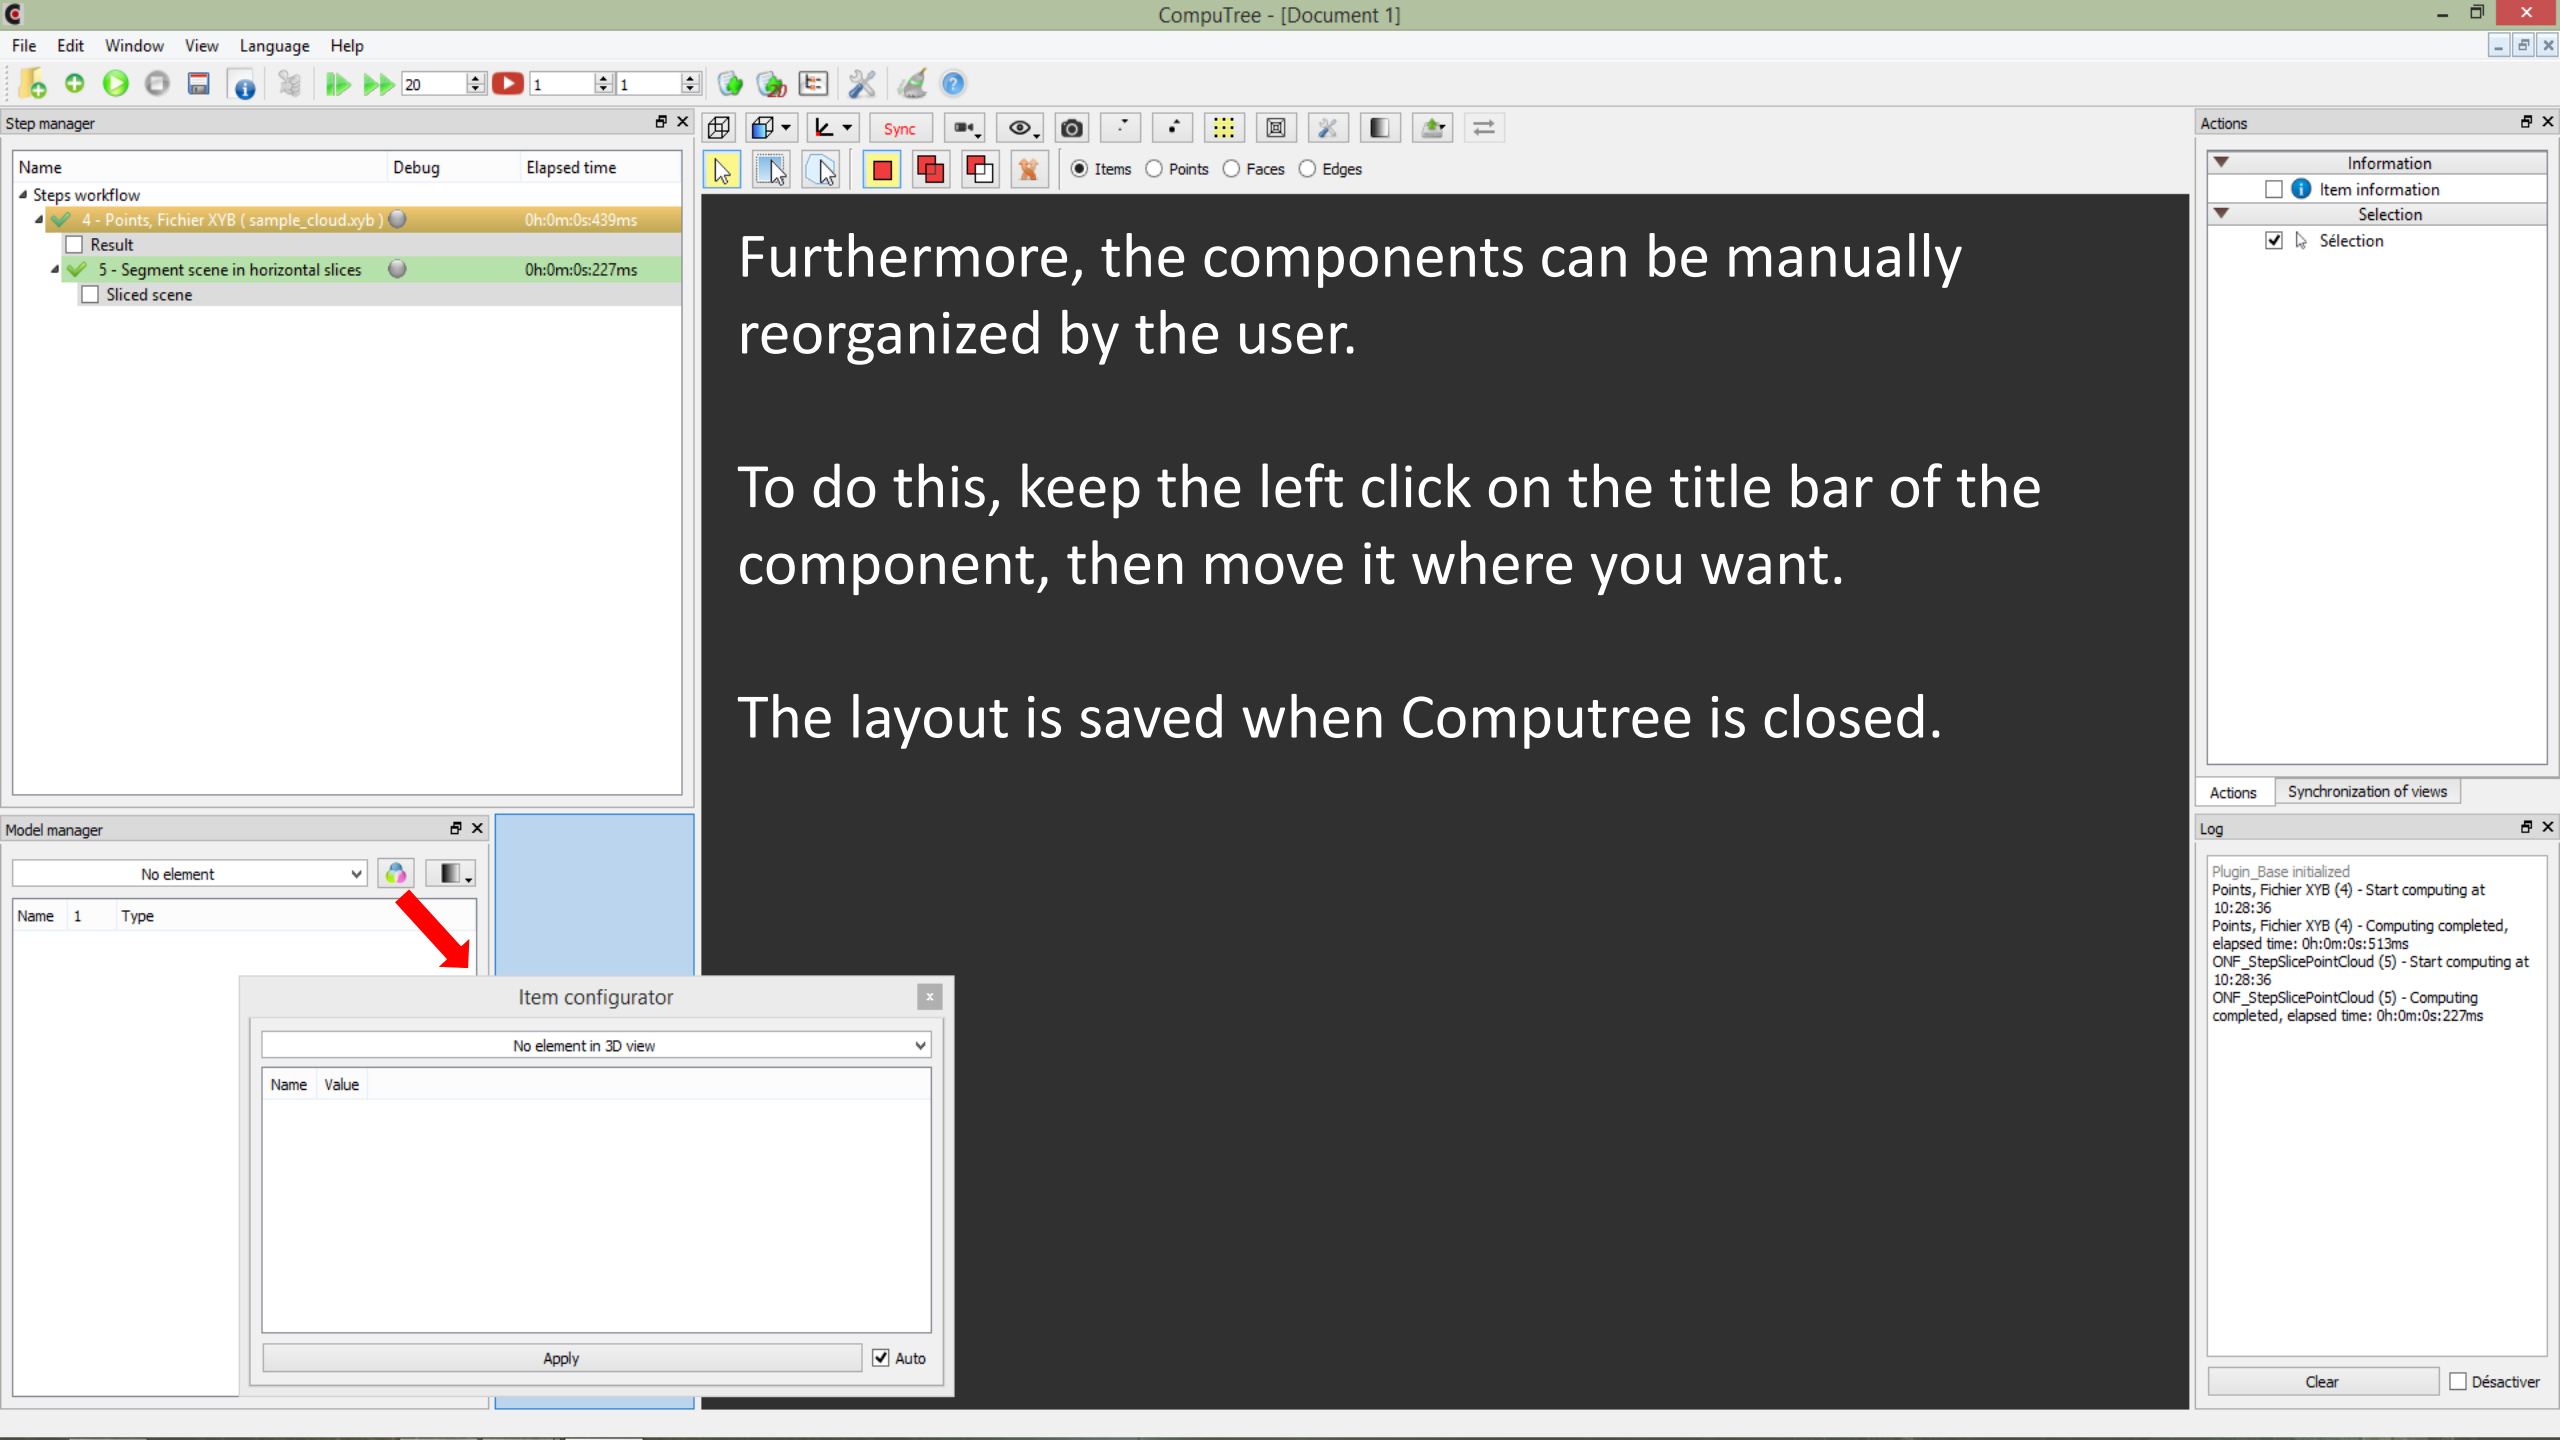 CompuTree - [Document 1]
File Edit Window View Language Help
20 1 1
Step manager
Name Debug Elapsed time
Steps workflow
4 - Points, Fichier XYB ( sample_cloud.xyb ) 0h:0m:0s:439ms
Result
5 - Segment scene in horizontal slices 0h:0m:0s:227ms
Sliced scene
Sync
Items Points Faces Edges
Furthermore, the components can be manually
reorganized by the user.
To do this, keep the left click on the title bar of the
component, then move it where you want.
The layout is saved when Computree is closed.
Actions
Information
Item information
Selection
Sélection
Actions Synchronization of views
Model manager
No element
Name 1 Type
Item configurator
No element in 3D view
Name Value
Apply Auto
Log
Plugin_Base initialized
Points, Fichier XYB (4) - Start computing at
10:28:36
Points, Fichier XYB (4) - Computing completed,
elapsed time: 0h:0m:0s:513ms
ONF_StepSlicePointCloud (5) - Start computing at
10:28:36
ONF_StepSlicePointCloud (5) - Computing
completed, elapsed time: 0h:0m:0s:227ms
Clear Désactiver